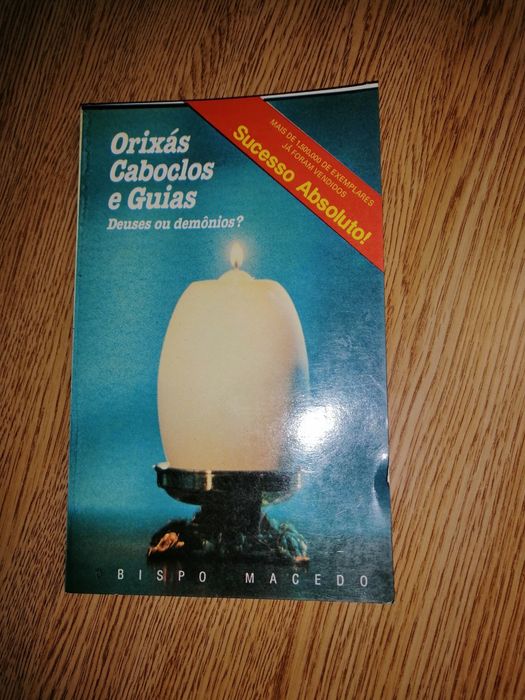 Orixás
Caboclos
e Guias
Deuses ou demônios?
MAIS DE 1,500,000 DE EXEMPLARES
JÁ FORAM VENDIDOS
Sucesso Absoluto!
BISPO MACEDO